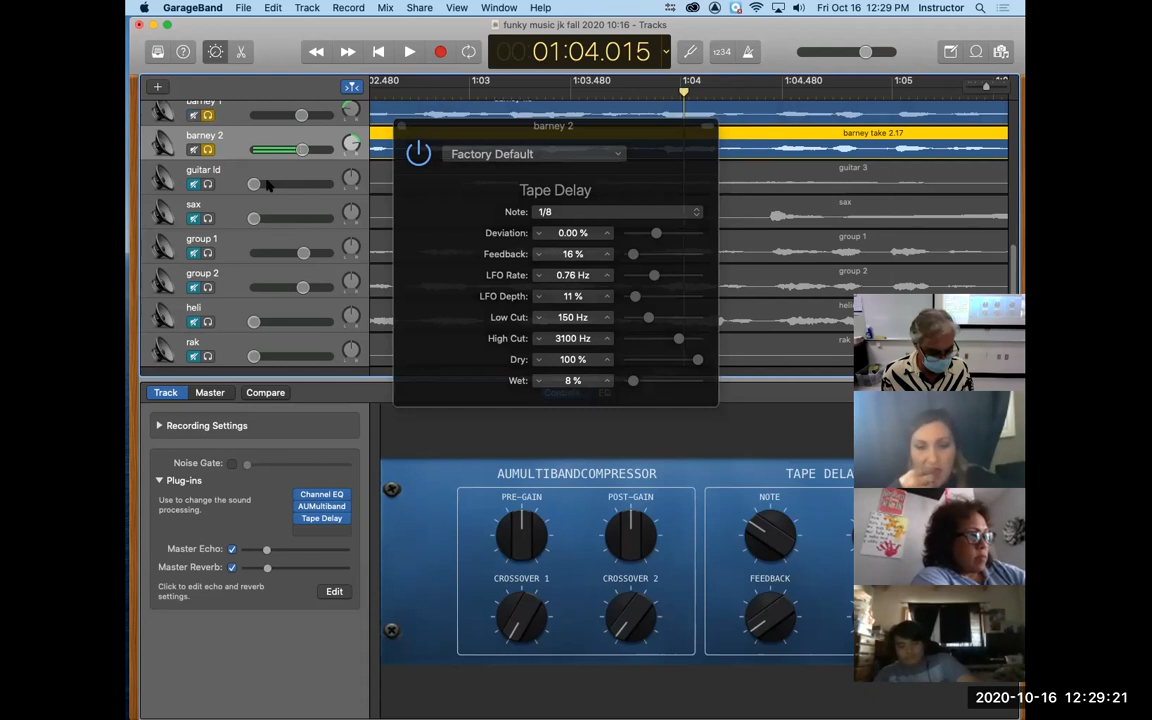 GarageBand File Edit Track Record Mix Share View Window Help Fri Oct 16 12:29 PM Instructor
funky music jk fall 2020 10:16 - Tracks
01:04.015
1234
02.480 1:03 1:03.480 1:04 1:04.480 1:05
barney 1
barney 2
barney take 2.17
guitar ld
guitar 3
sax
sax
group 1
group 1
group 2
group 2
heli
heli
rak
rak
barney 2
Factory Default
Tape Delay
Note: 1/8
Deviation: 0.00 %
Feedback: 16 %
LFO Rate: 0.76 Hz
LFO Depth: 11 %
Low Cut: 150 Hz
High Cut: 3100 Hz
Dry: 100 %
Wet: 8 %
Track Master Compare
Controls EQ
Recording Settings
Noise Gate:
Plug-ins
Use to change the sound
processing.
Channel EQ
AUMultiband
Tape Delay
Master Echo:
Master Reverb:
Click to edit echo and reverb
settings.
Edit
AUMULTIBANDCOMPRESSOR
PRE-GAIN POST-GAIN
CROSSOVER 1 CROSSOVER 2
TAPE DELA
NOTE
FEEDBACK
2020-10-16 12:29:21